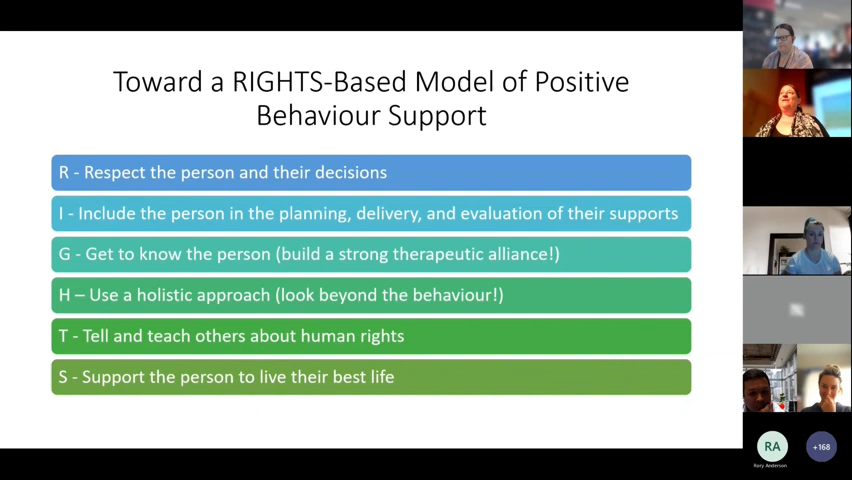 Toward a RIGHTS-Based Model of Positive
Behaviour Support
R - Respect the person and their decisions
I - Include the person in the planning, delivery, and evaluation of their supports
G - Get to know the person (build a strong therapeutic alliance!)
H – Use a holistic approach (look beyond the behaviour!)
T - Tell and teach others about human rights
S - Support the person to live their best life
RA
+168
Rory Anderson